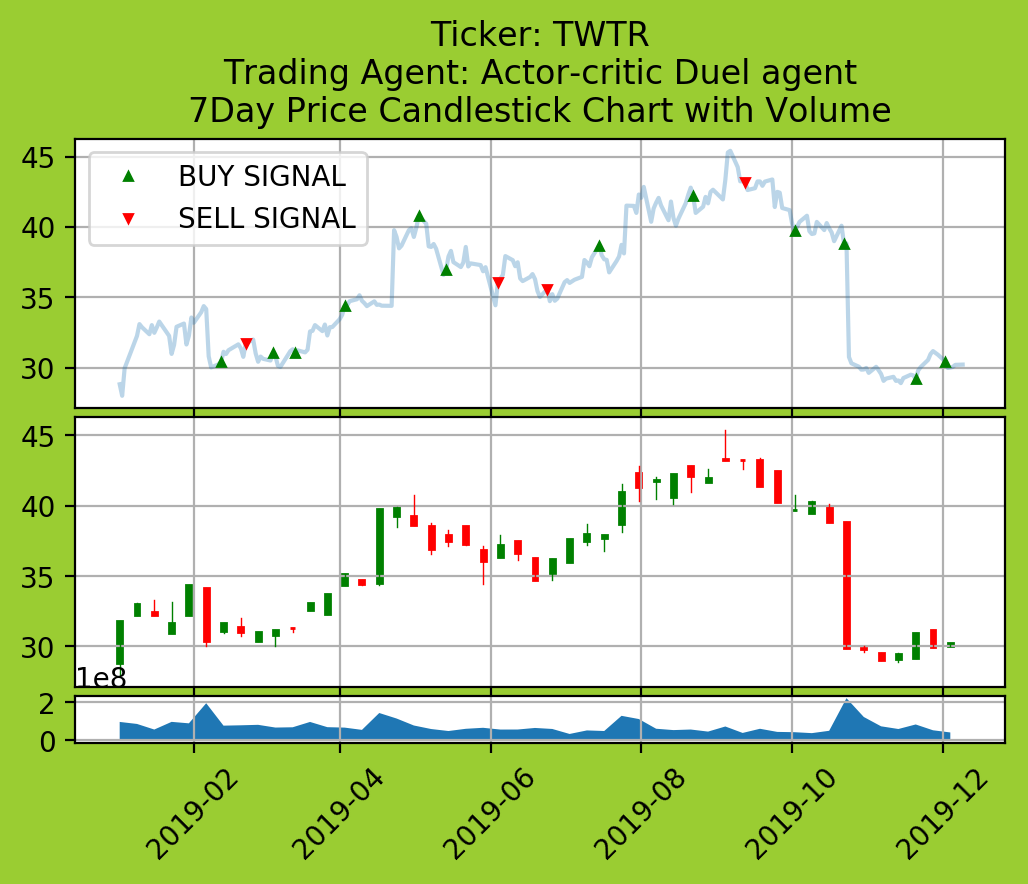 Ticker: TWTR
Trading Agent: Actor-critic Duel agent
7Day Price Candlestick Chart with Volume
45
40
35
30
BUY SIGNAL
SELL SIGNAL
45
40
35
30
1e8
2
0
2019-02
2019-04
2019-06
2019-08
2019-10
2019-12